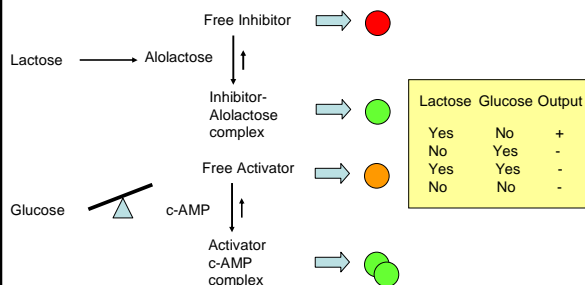 Free Inhibitor
Lactose
Alolactose
Inhibitor-
Alolactose
complex
Free Activator
Glucose
c-AMP
Activator
c-AMP
complex
Lactose Glucose Output
Yes No +
No Yes -
Yes Yes -
No No -